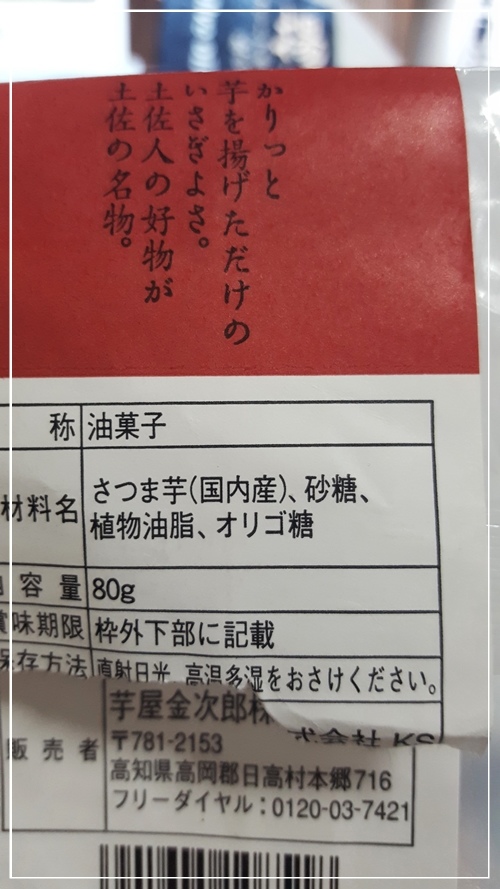 かりっと
芋を揚げただけの
いさぎよさ。
土佐人の好物が
土佐の名物。
称 油菓子
材料名 さつま芋(国内産)、砂糖、
植物油脂、オリゴ糖
容量 80g
賞味期限 枠外下部に記載
保存方法 直射日光、高温多湿をおさけください。
販売者 芋屋金次郎株式会社 KS
〒781-2153
高知県高岡郡日高村本郷716
フリーダイヤル:0120-03-7421